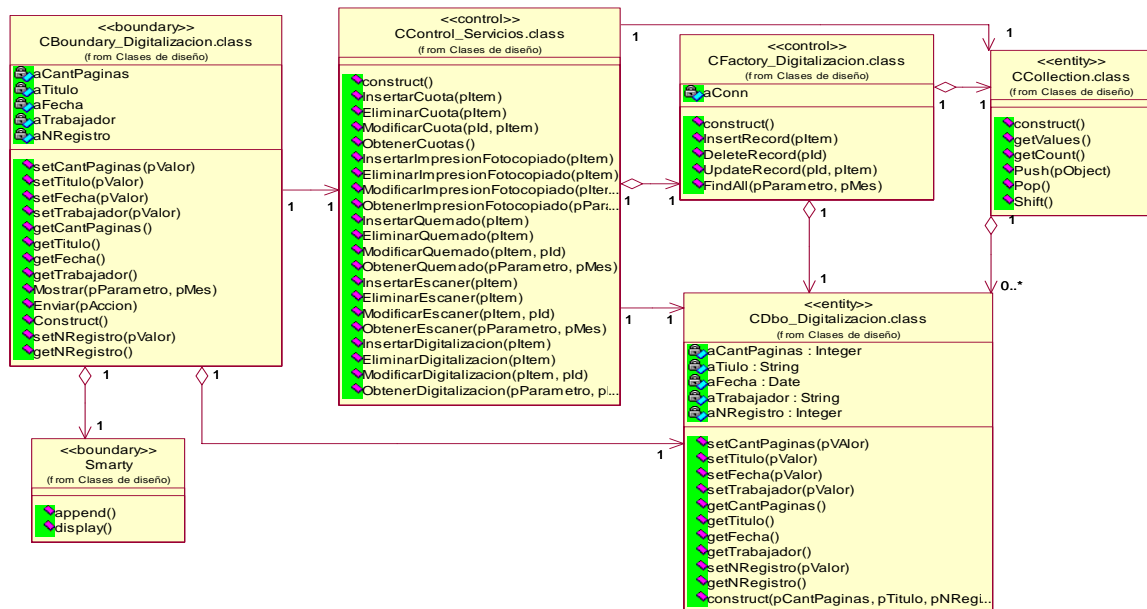 <<boundary>>
CBoundary_Digitalizacion.class
(from Clases de diseño)
aCantPaginas
aTitulo
aFecha
aTrabajador
aNRegistro
setCantPaginas(pValor)
setTitulo(pValor)
setFecha(pValor)
setTrabajador(pValor)
getCantPaginas()
getTitulo()
getFecha()
getTrabajador()
Mostrar(pParametro, pMes)
Enviar(pAccion)
Construct()
setNRegistro(pValor)
getNRegistro()
1
1
1
1
<<boundary>>
Smarty
(from Clases de diseño)
append()
display()
1
<<control>>
CControl_Servicios.class
(from Clases de diseño)
construct()
InsertarCuota(pItem)
EliminarCuota(pItem)
ModificarCuota(pId, pItem)
ObtenerCuotas()
InsertarImpresionFotocopiado(pItem)
EliminarImpresionFotocopiado(pItem)
ModificarImpresionFotocopiado(pIter...
ObtenerImpresionFotocopiado(pPara...
InsertarQuemado(pItem)
EliminarQuemado(pItem)
ModificarQuemado(pItem, pId)
ObtenerQuemado(pParametro, pMes)
InsertarEscaner(pItem)
EliminarEscaner(pItem)
ModificarEscaner(pItem, pId)
ObtenerEscaner(pParametro, pMes)
InsertarDigitalizacion(pItem)
EliminarDigitalizacion(pItem)
ModificarDigitalizacion(pItem, pId)
ObtenerDigitalizacion(pParametro, p...
1
1
1
1
1
1
<<control>>
CFactory_Digitalizacion.class
(from Clases de diseño)
aConn
construct()
InsertRecord(pItem)
DeleteRecord(pId)
UpdateRecord(pId, pItem)
FindAll(pParametro, pMes)
1
1
1
1
<<entity>>
CCollection.class
(from Clases de diseño)
construct()
getValues()
getCount()
Push(pObject)
Pop()
Shift()
1
0..*
<<entity>>
CDbo_Digitalizacion.class
(from Clases de diseño)
aCantPaginas : Integer
aTiulo : String
aFecha : Date
aTrabajador : String
aNRegistro : Integer
setCantPaginas(pVAlor)
setTitulo(pValor)
setFecha(pValor)
setTrabajador(pValor)
getCantPaginas()
getTitulo()
getFecha()
getTrabajador()
setNRegistro(pValor)
getNRegistro()
construct(pCantPaginas, pTitulo, pNRegi...
1